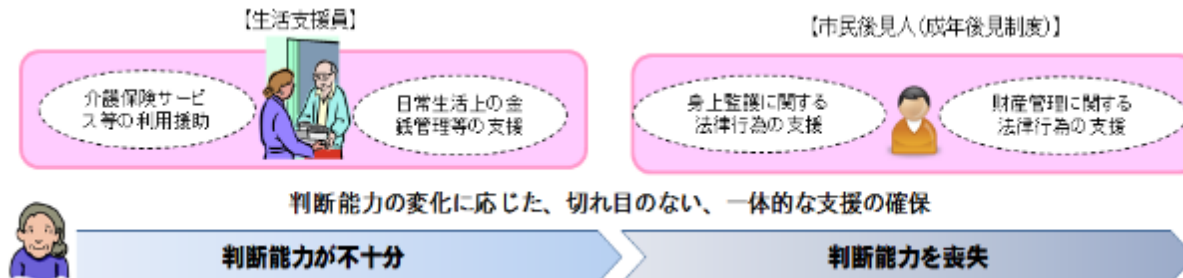 【生活支援員】
【市民後見人(成年後見制度)】
介護保険サービ
ス等の利用援助
日常生活上の金
銭管理等の支援
身上監護に関する
法律行為の支援
財産管理に関する
法律行為の支援
判断能力の変化に応じた、切れ目のない、一体的な支援の確保
判断能力が不十分
判断能力を喪失